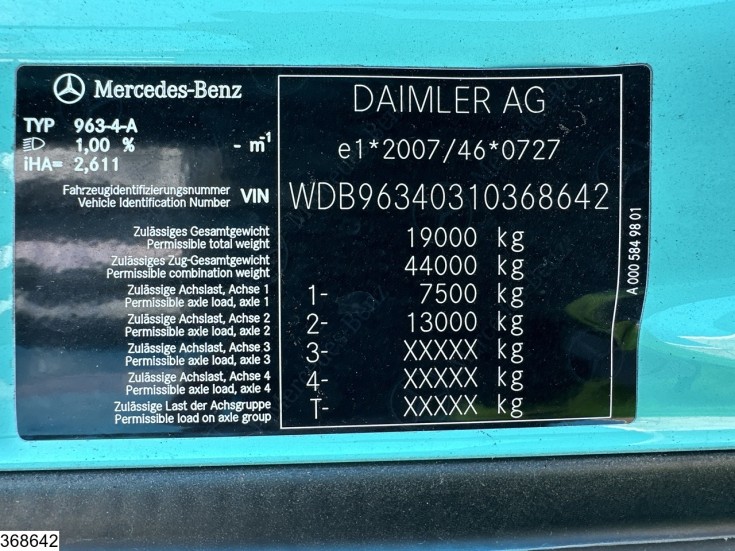 Mercedes-Benz
TYP 963-4-A
1,00 % - m-1
iHA= 2,611
Fahrzeugidentifizierungsnummer
Vehicle Identification Number VIN
DAIMLER AG
e1*2007/46*0727
WDB96340310368642
Zulässiges Gesamtgewicht
Permissible total weight 19000 kg
Zulässiges Zug-Gesamtgewicht
Permissible combination weight 44000 kg
Zulässige Achslast, Achse 1
Permissible axle load, axle 1 1- 7500 kg
Zulässige Achslast, Achse 2
Permissible axle load, axle 2 2- 13000 kg
Zulässige Achslast, Achse 3
Permissible axle load, axle 3 3- XXXXX kg
Zulässige Achslast, Achse 4
Permissible axle load, axle 4 4- XXXXX kg
Zulässige Last der Achsgruppe
Permissible load on axle group T- XXXXX kg
A 000 584 98 01
368642